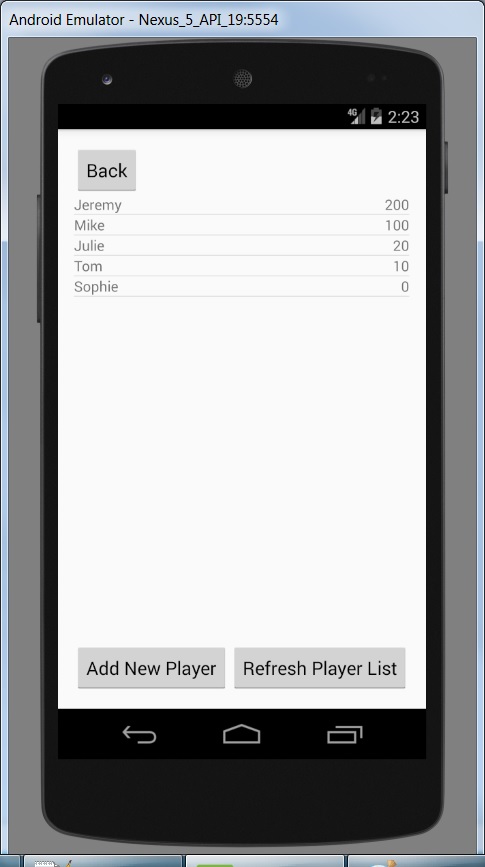 Android Emulator - Nexus_5_API_19:5554
4G 2:23
Back
Jeremy 200
Mike 100
Julie 20
Tom 10
Sophie 0
Add New Player Refresh Player List